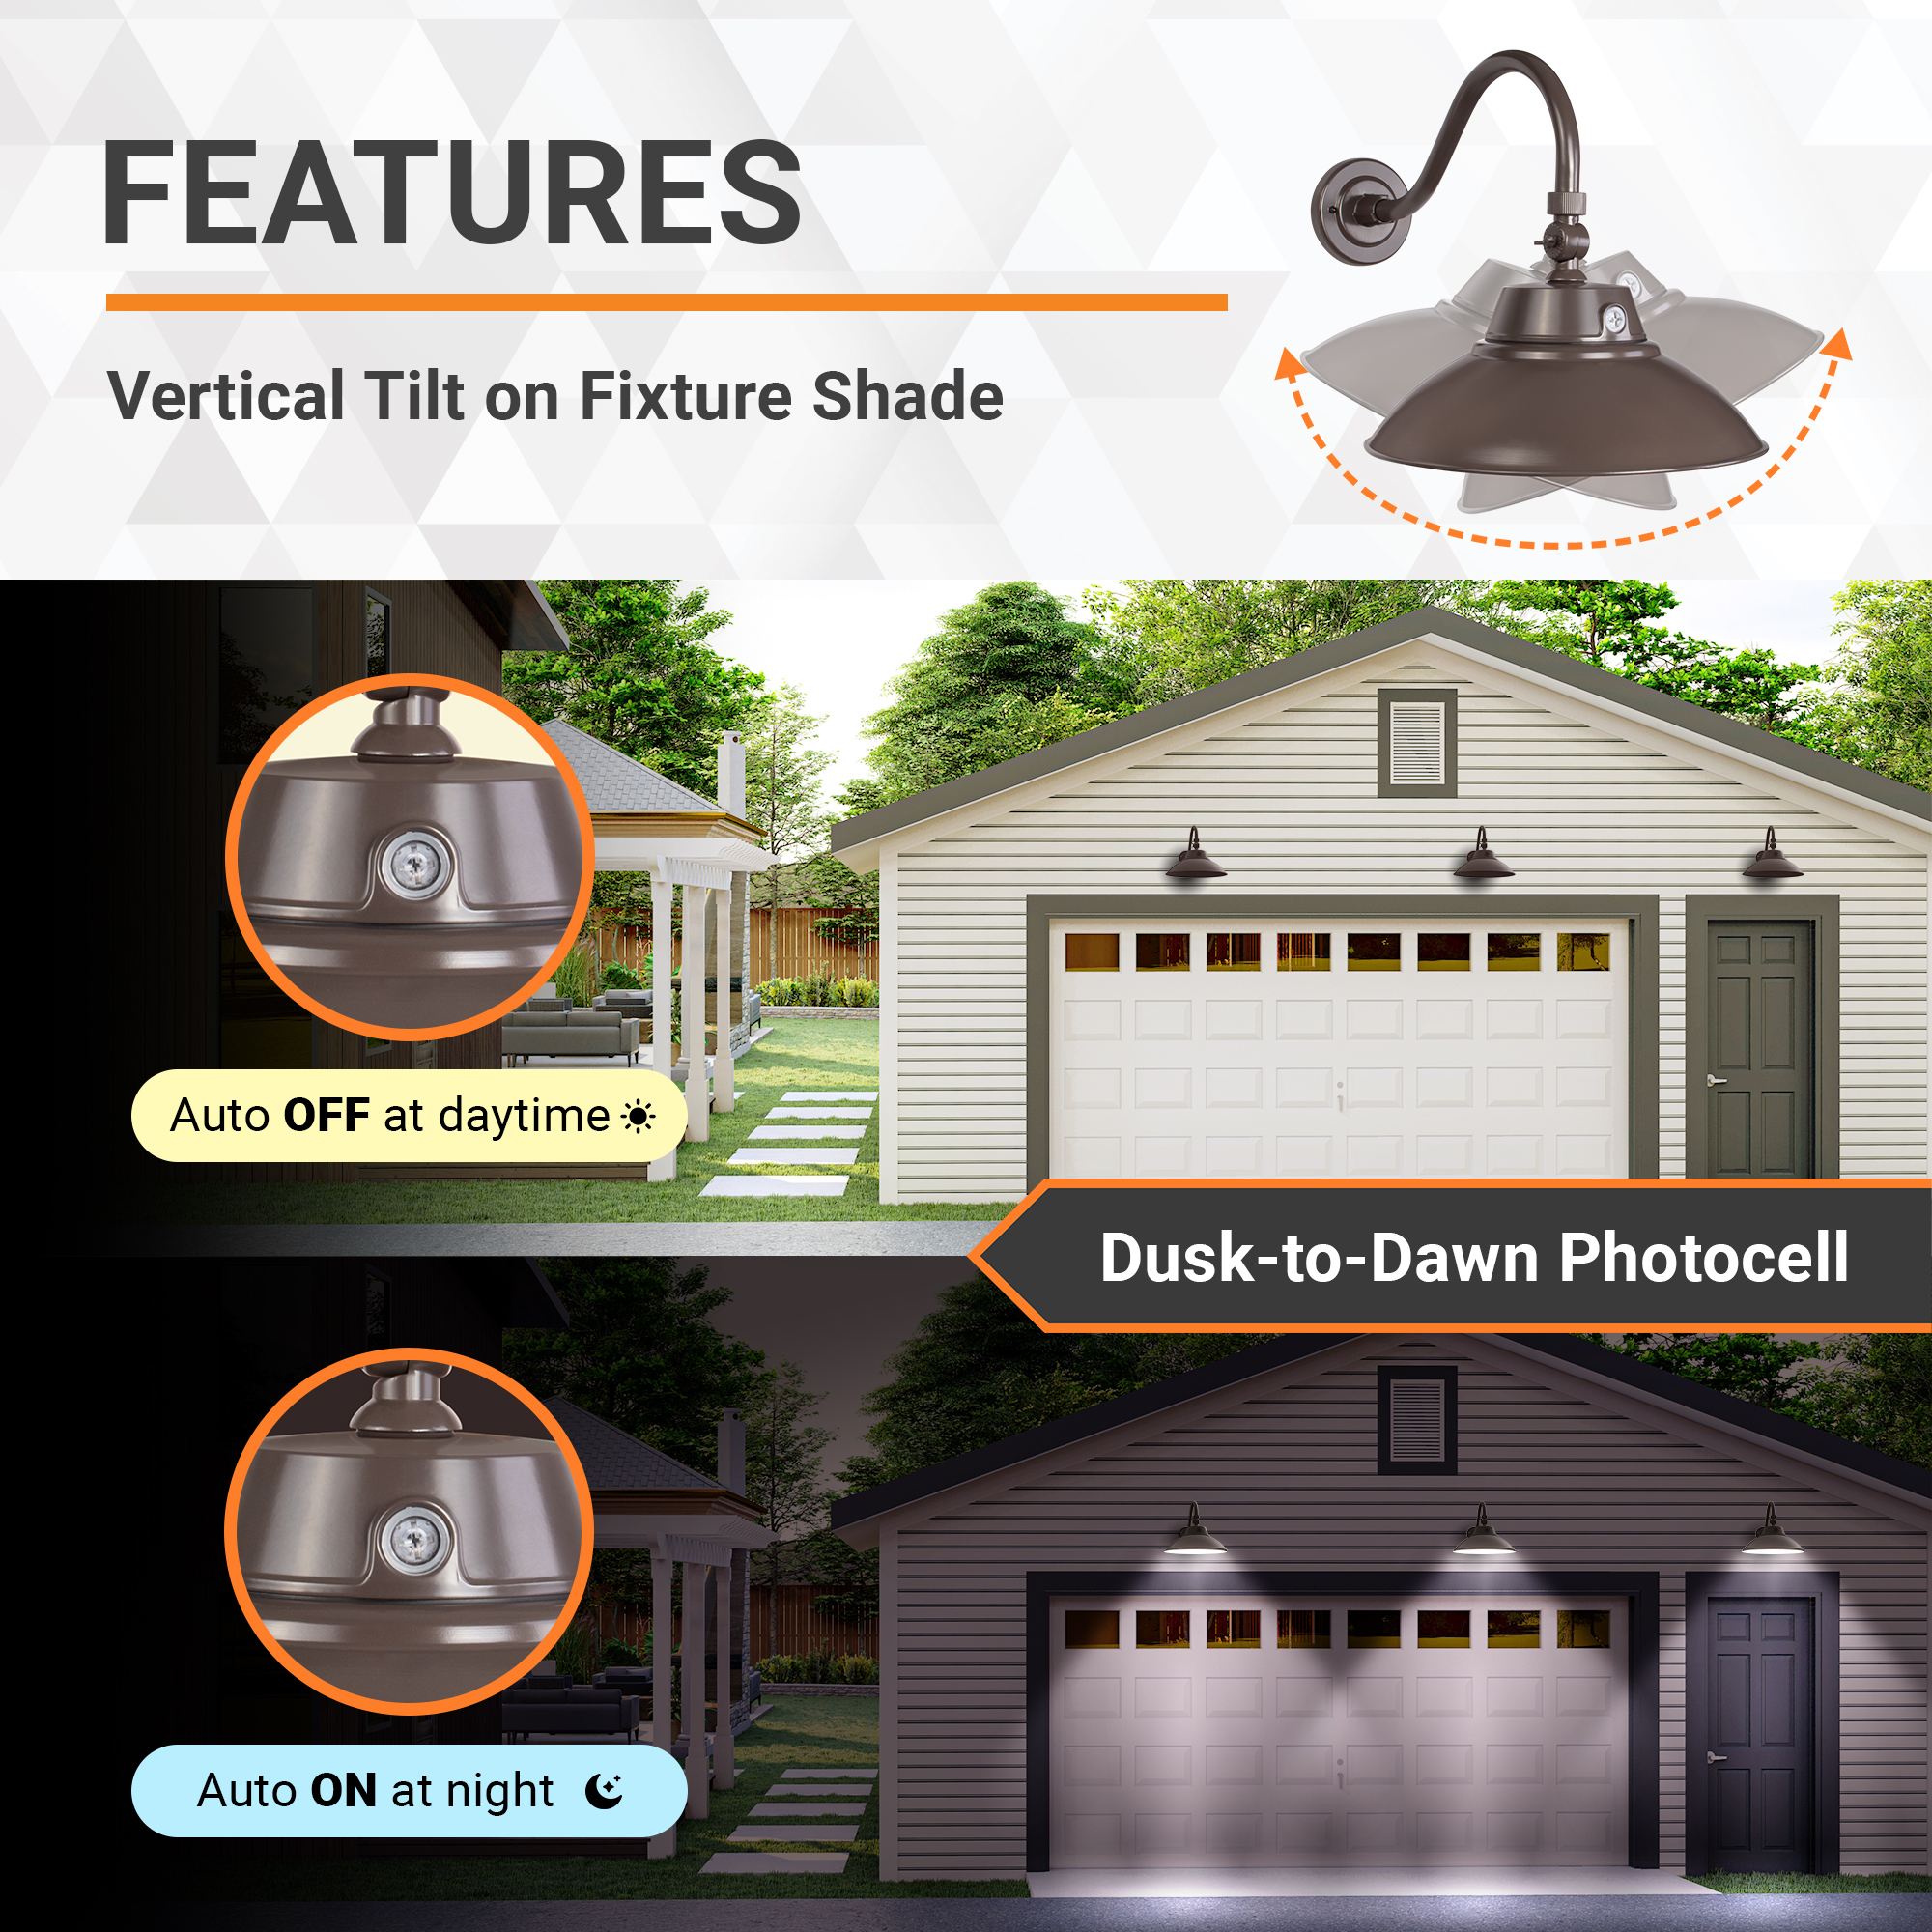 FEATURES
Vertical Tilt on Fixture Shade
Auto OFF at daytime
Dusk-to-Dawn Photocell
Auto ON at night